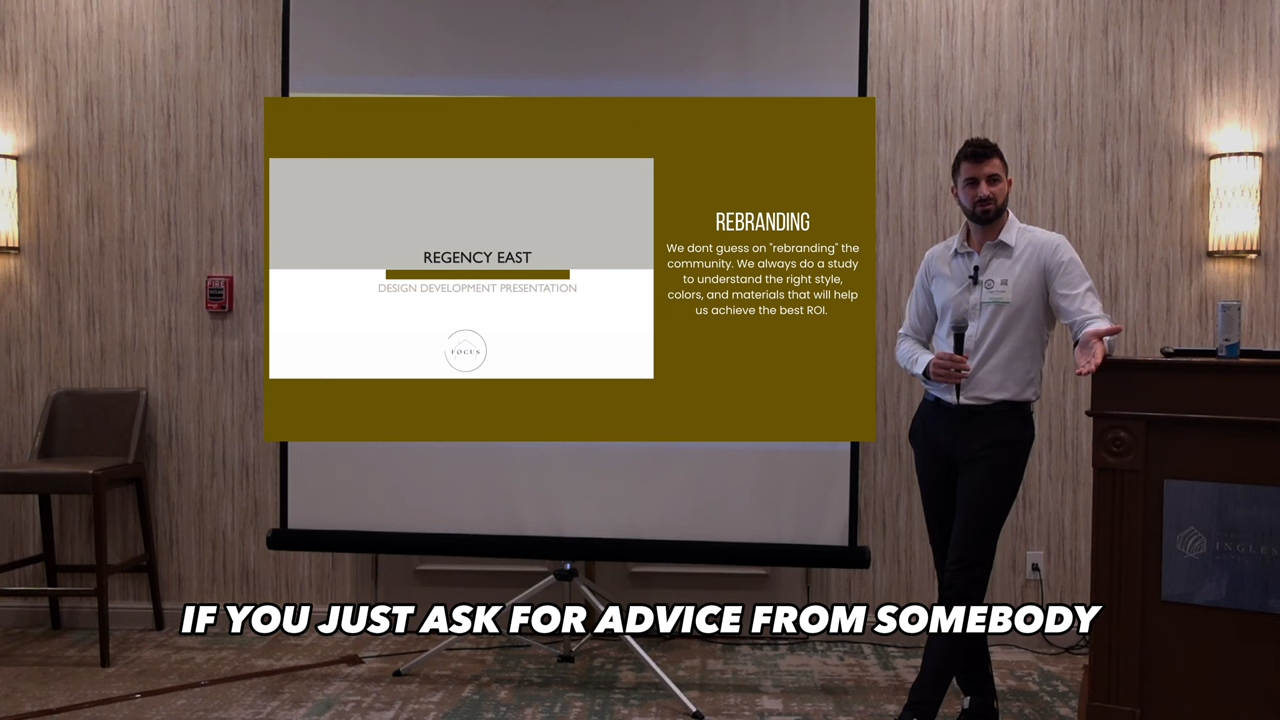 REGENCY EAST
DESIGN DEVELOPMENT PRESENTATION
FOCUS
REBRANDING
We dont guess on "rebranding" the
community. We always do a study
to understand the right style,
colors, and materials that will help
us achieve the best ROI.
FIRE
INGLES
IF YOU JUST ASK FOR ADVICE FROM SOMEBODY